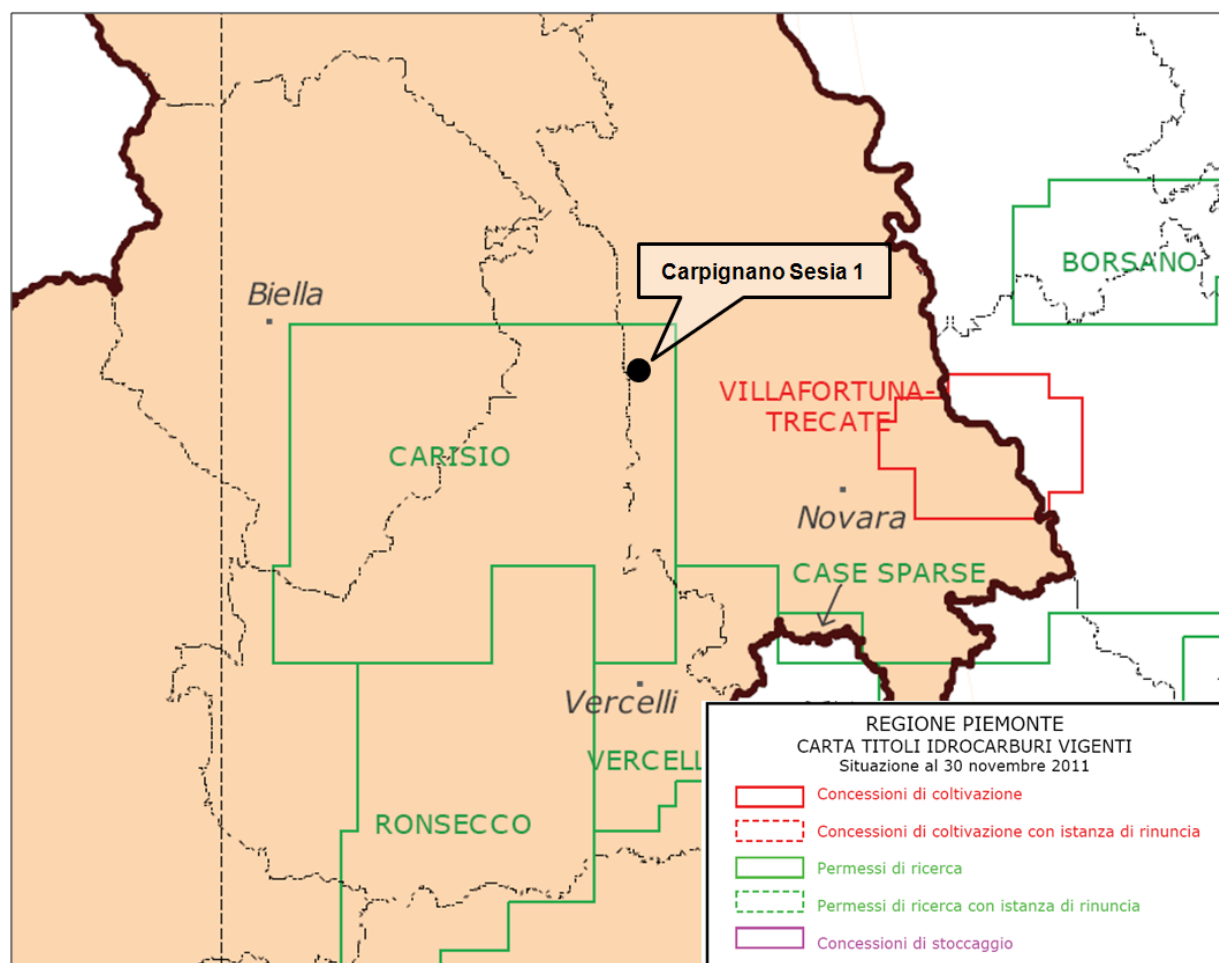 Carpignano Sesia 1
BORSANO
Biella
VILLAFORTUNA-
TRECATE
CARISIO
Novara
CASE SPARSE
Vercelli
VERCELL
RONSECCO
REGIONE PIEMONTE
CARTA TITOLI IDROCARBURI VIGENTI
Situazione al 30 novembre 2011
Concessioni di coltivazione
Concessioni di coltivazione con istanza di rinuncia
Permessi di ricerca
Permessi di ricerca con istanza di rinuncia
Concessioni di stoccaggio